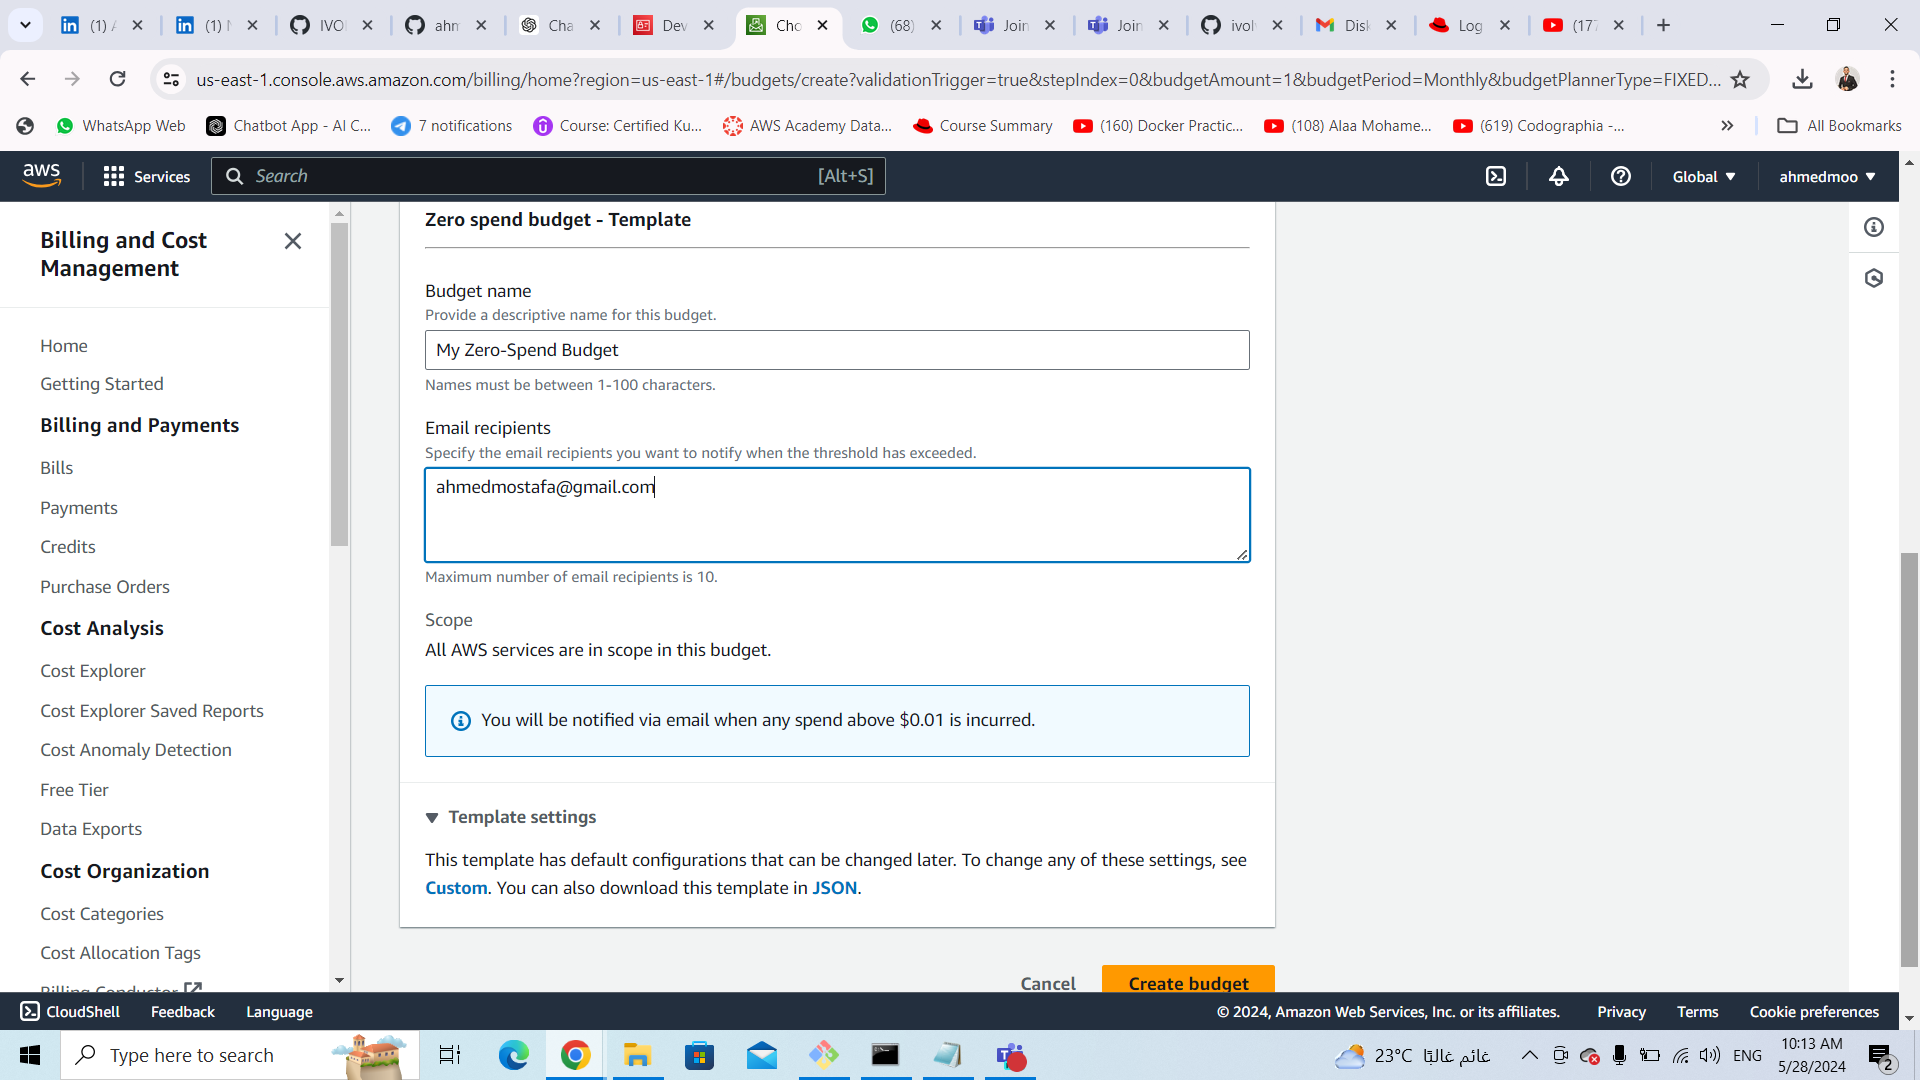 (1) A
(1) N
IVOI
ahm
Cha
Dev
Cho
(68)
Join
Join
ivolv
Disk
Log
(177
us-east-1.console.aws.amazon.com/billing/home?region=us-east-1#/budgets/create?validationTrigger=true&stepIndex=0&budgetAmount=1&budgetPeriod=Monthly&budgetPlannerType=FIXED...
WhatsApp Web
Chatbot App - AI C...
7 notifications
Course: Certified Ku...
AWS Academy Data...
Course Summary
(160) Docker Practic...
(108) Alaa Mohame...
(619) Codographia -...
All Bookmarks
aws
Services
Search
[Alt+S]
Global
ahmedmoo
Billing and Cost
Management
Home
Getting Started
Billing and Payments
Bills
Payments
Credits
Purchase Orders
Cost Analysis
Cost Explorer
Cost Explorer Saved Reports
Cost Anomaly Detection
Free Tier
Data Exports
Cost Organization
Cost Categories
Cost Allocation Tags
Billing Conductor
Zero spend budget - Template
Budget name
Provide a descriptive name for this budget.
My Zero-Spend Budget
Names must be between 1-100 characters.
Email recipients
Specify the email recipients you want to notify when the threshold has exceeded.
ahmedmostafa@gmail.com
Maximum number of email recipients is 10.
Scope
All AWS services are in scope in this budget.
You will be notified via email when any spend above $0.01 is incurred.
Template settings
This template has default configurations that can be changed later. To change any of these settings, see
Custom. You can also download this template in JSON.
Cancel
Create budget
CloudShell
Feedback
Language
© 2024, Amazon Web Services, Inc. or its affiliates.
Privacy
Terms
Cookie preferences
Type here to search
23°C غائم غالبًا
ENG
10:13 AM
5/28/2024
2